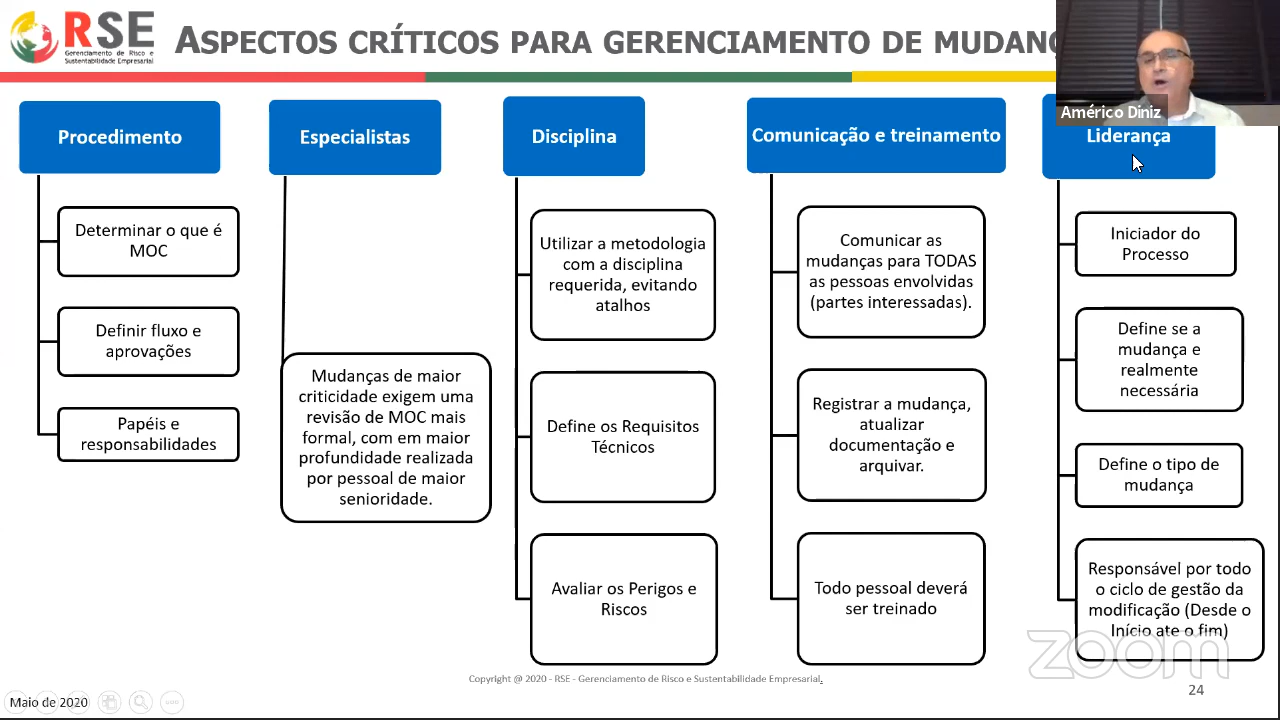 RSE
Gerenciamento de Risco e
Sustentabilidade Empresarial
ASPECTOS CRÍTICOS PARA GERENCIAMENTO DE
Américo Diniz
Procedimento
Determinar o que é
MOC
Definir fluxo e
aprovações
Papéis e
responsabilidades
Especialistas
Mudanças de maior
criticidade exigem uma
revisão de MOC mais
formal, com em maior
profundidade realizada
por pessoal de maior
senioridade.
Disciplina
Utilizar a metodologia
com a disciplina
requerida, evitando
atalhos
Define os Requisitos
Técnicos
Avaliar os Perigos e
Riscos
Comunicação e treinamento
Comunicar as
mudanças para TODAS
as pessoas envolvidas
(partes interessadas).
Registrar a mudança,
atualizar
documentação e
arquivar.
Todo pessoal deverá
ser treinado
Liderança
Iniciador do
Processo
Define se a
mudança e
realmente
necessária
Define o tipo de
mudança
Responsável por todo
o ciclo de gestão da
modificação (Desde o
Início ate o fim)
zoom
Copyright @ 2020 - RSE - Gerenciamento de Risco e Sustentabilidade Empresarial.
24
Maio de 2020